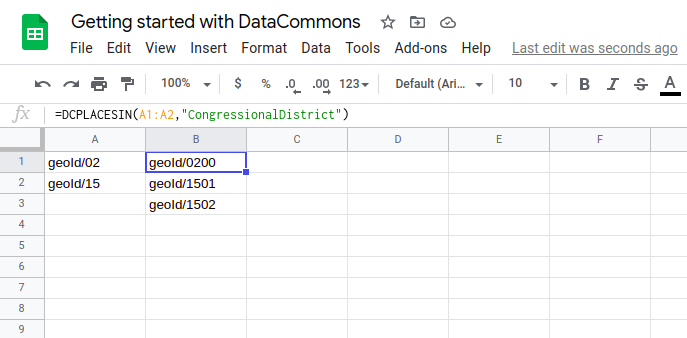 Getting started with DataCommons
File Edit View Insert Format Data Tools Add-ons Help Last edit was seconds ago
100% $ % .0 .00 123 Default (Ari... 10 B I S A
fx =DCPLACESIN(A1:A2,"CongressionalDistrict")
A B C D E F
1 geoId/02 geoId/0200
2 geoId/15 geoId/1501
3 geoId/1502
4
5
6
7
8
9